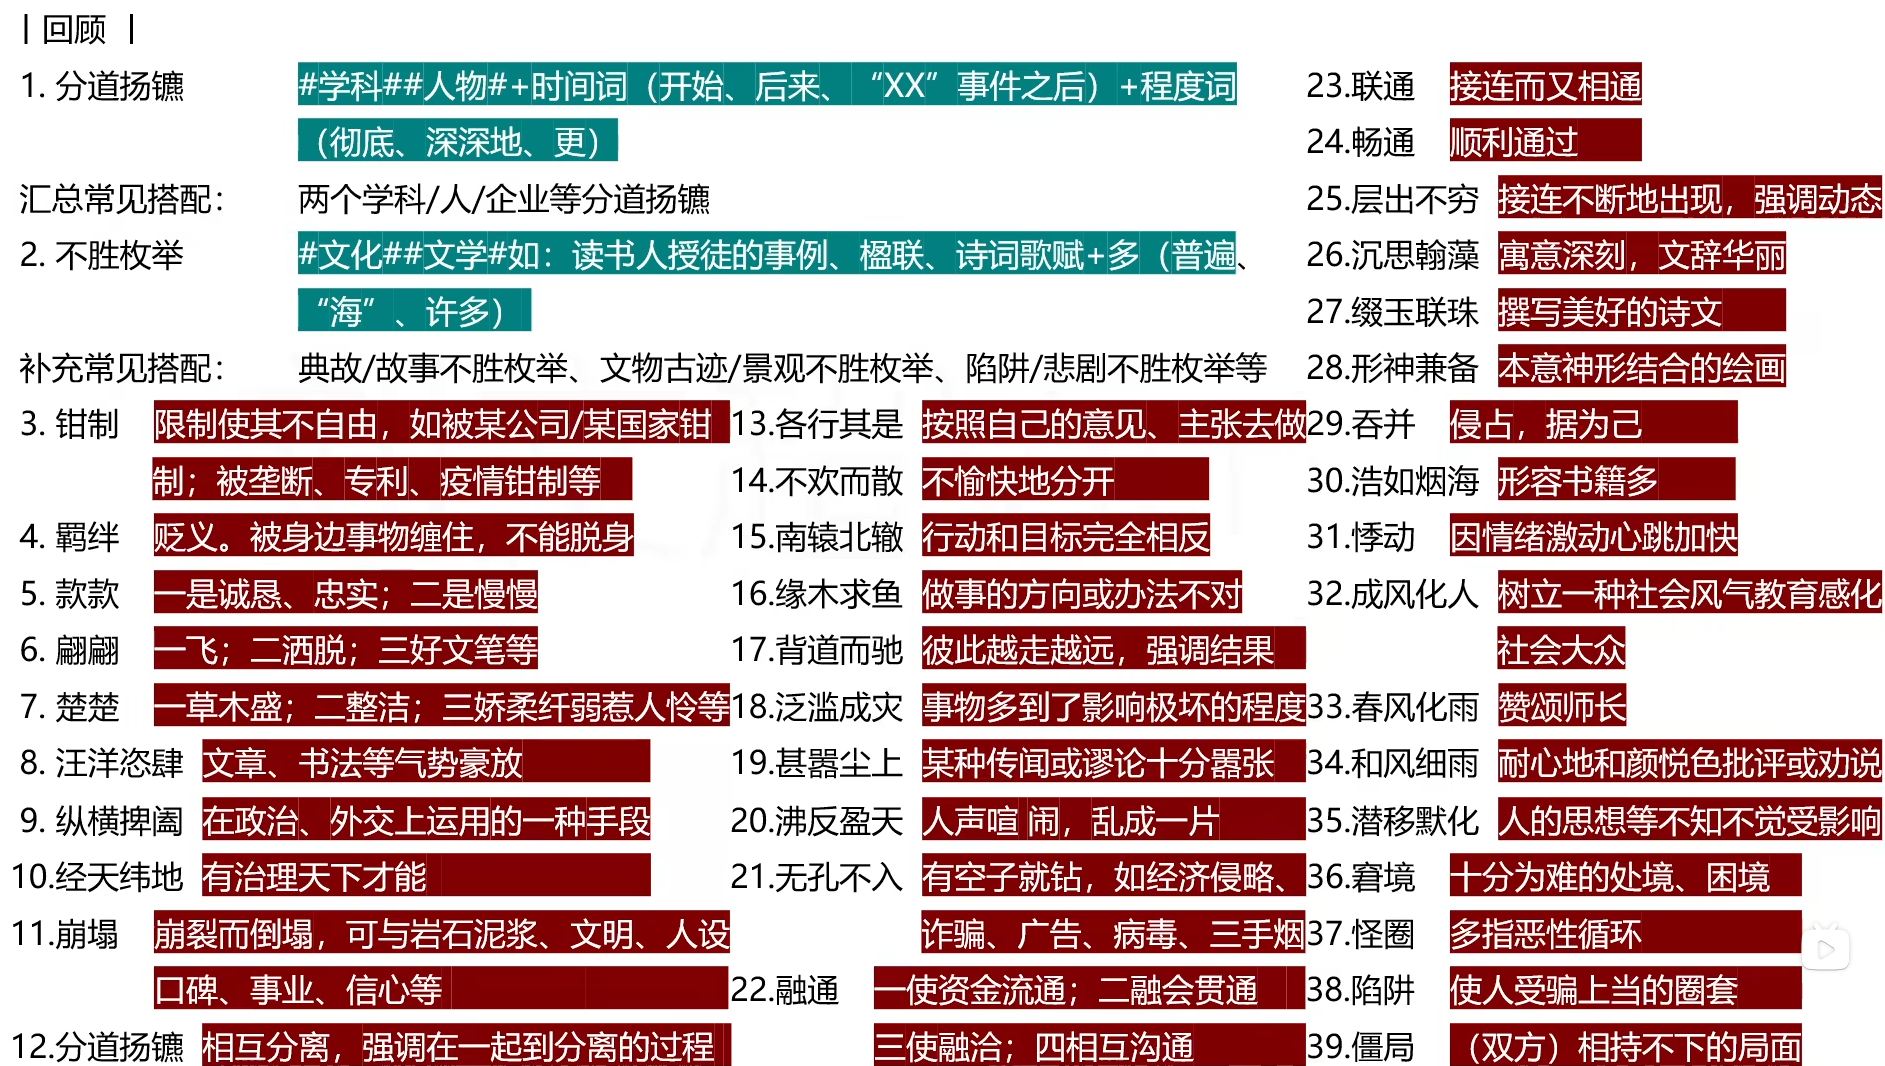 | 回顾 |
1. 分道扬镳 #学科##人物#+时间词（开始、后来、“XX”事件之后）+程度词
（彻底、深深地、更）
汇总常见搭配： 两个学科/人/企业等分道扬镳
2. 不胜枚举 #文化##文学#如：读书人授徒的事例、楹联、诗词歌赋+多（普遍、
“海”、许多）
补充常见搭配： 典故/故事不胜枚举、文物古迹/景观不胜枚举、陷阱/悲剧不胜枚举等
3. 钳制 限制使其不自由，如被某公司/某国家钳
制；被垄断、专利、疫情钳制等
4. 羁绊 贬义。被身边事物缠住，不能脱身
5. 款款 一是诚恳、忠实；二是慢慢
6. 翩翩 一飞；二洒脱；三好文笔等
7. 楚楚 一草木盛；二整洁；三娇柔纤弱惹人怜等
8. 汪洋恣肆 文章、书法等气势豪放
9. 纵横捭阖 在政治、外交上运用的一种手段
10.经天纬地 有治理天下才能
11.崩塌 崩裂而倒塌，可与岩石泥浆、文明、人设
口碑、事业、信心等
12.分道扬镳 相互分离，强调在一起到分离的过程
13.各行其是 按照自己的意见、主张去做
14.不欢而散 不愉快地分开
15.南辕北辙 行动和目标完全相反
16.缘木求鱼 做事的方向或办法不对
17.背道而驰 彼此越走越远，强调结果
18.泛滥成灾 事物多到了影响极坏的程度
19.甚嚣尘上 某种传闻或谬论十分嚣张
20.沸反盈天 人声喧 闹，乱成一片
21.无孔不入 有空子就钻，如经济侵略、
诈骗、广告、病毒、三手烟
22.融通 一使资金流通；二融会贯通
三使融洽；四相互沟通
23.联通 接连而又相通
24.畅通 顺利通过
25.层出不穷 接连不断地出现，强调动态
26.沉思翰藻 寓意深刻，文辞华丽
27.缀玉联珠 撰写美好的诗文
28.形神兼备 本意神形结合的绘画
29.吞并 侵占，据为己
30.浩如烟海 形容书籍多
31.悸动 因情绪激动心跳加快
32.成风化人 树立一种社会风气教育感化
社会大众
33.春风化雨 赞颂师长
34.和风细雨 耐心地和颜悦色批评或劝说
35.潜移默化 人的思想等不知不觉受影响
36.窘境 十分为难的处境、困境
37.怪圈 多指恶性循环
38.陷阱 使人受骗上当的圈套
39.僵局 （双方）相持不下的局面